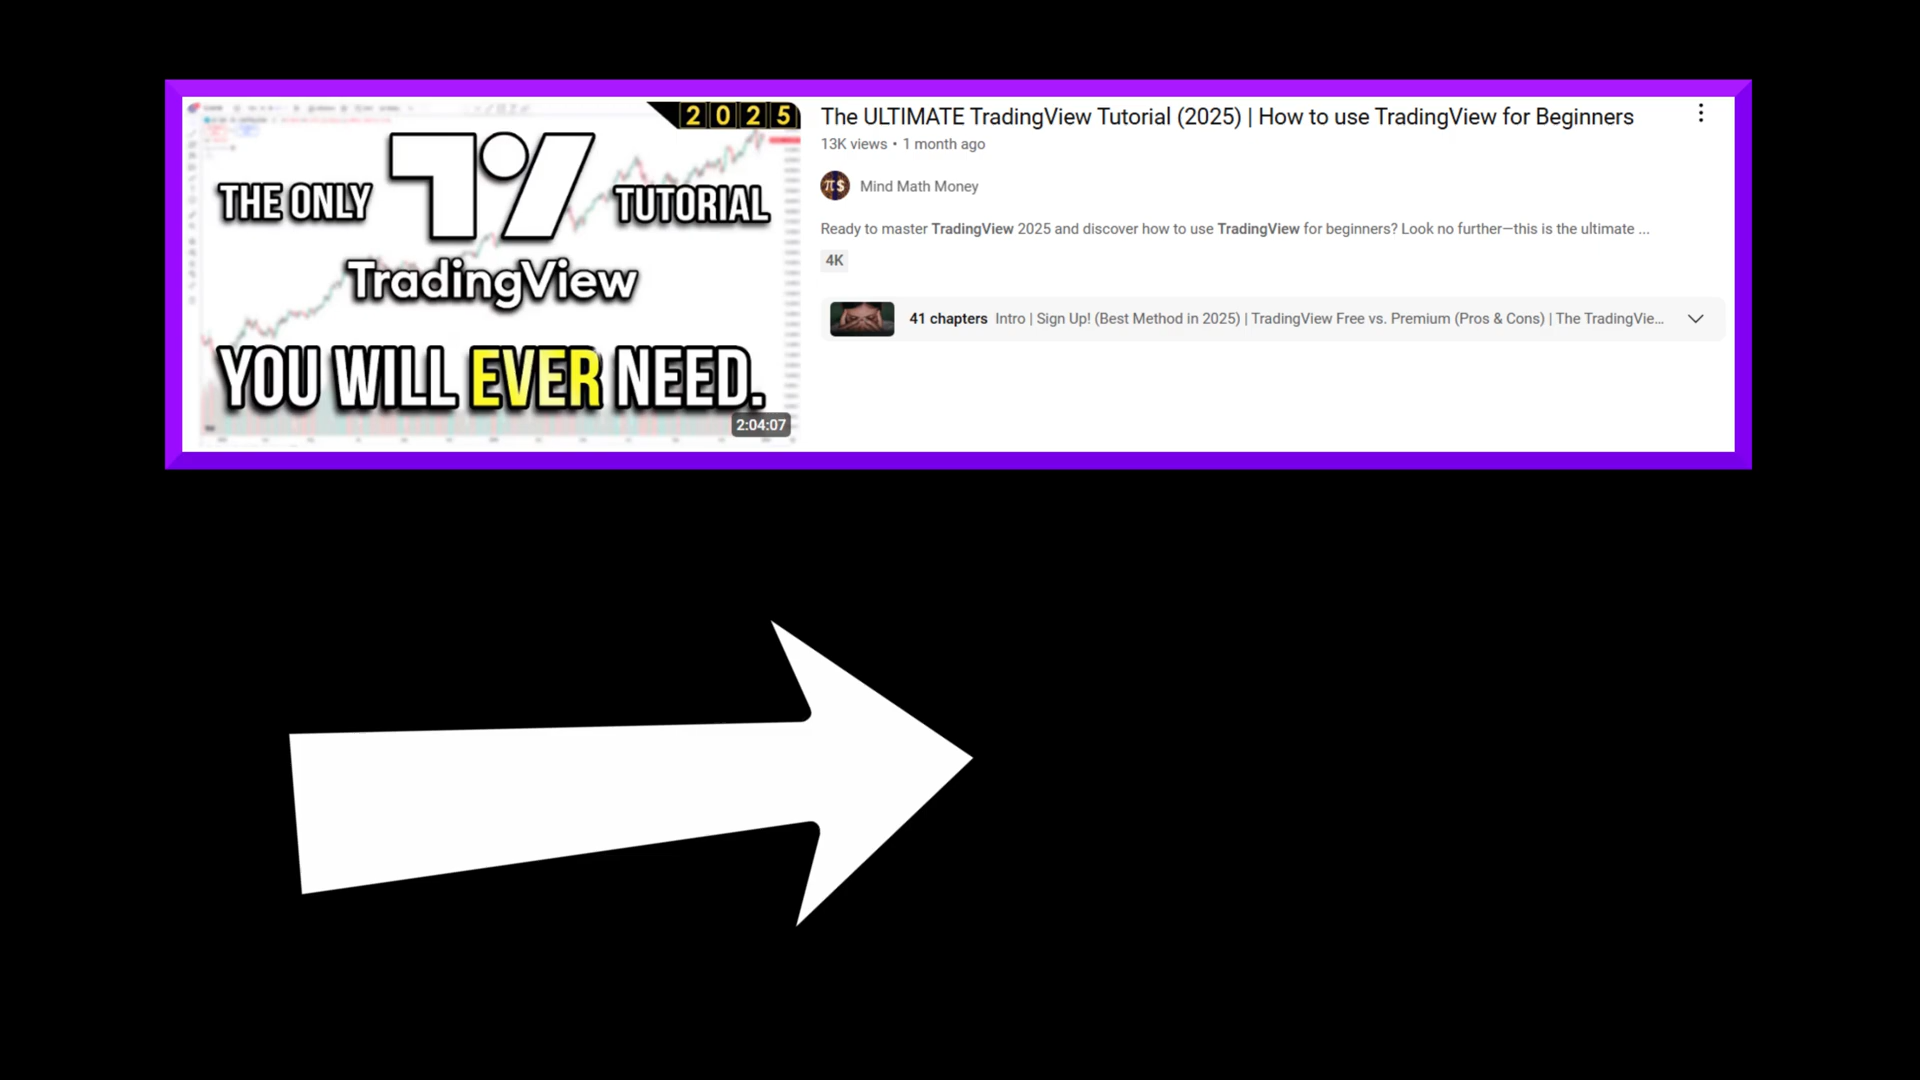 2025
THE ONLY TUTORIAL
TradingView
YOU WILL EVER NEED.
2:04:07
The ULTIMATE TradingView Tutorial (2025) | How to use TradingView for Beginners
13K views • 1 month ago
Mind Math Money
Ready to master TradingView 2025 and discover how to use TradingView for beginners? Look no further—this is the ultimate ...
4K
41 chapters Intro | Sign Up! (Best Method in 2025) | TradingView Free vs. Premium (Pros & Cons) | The TradingVie...